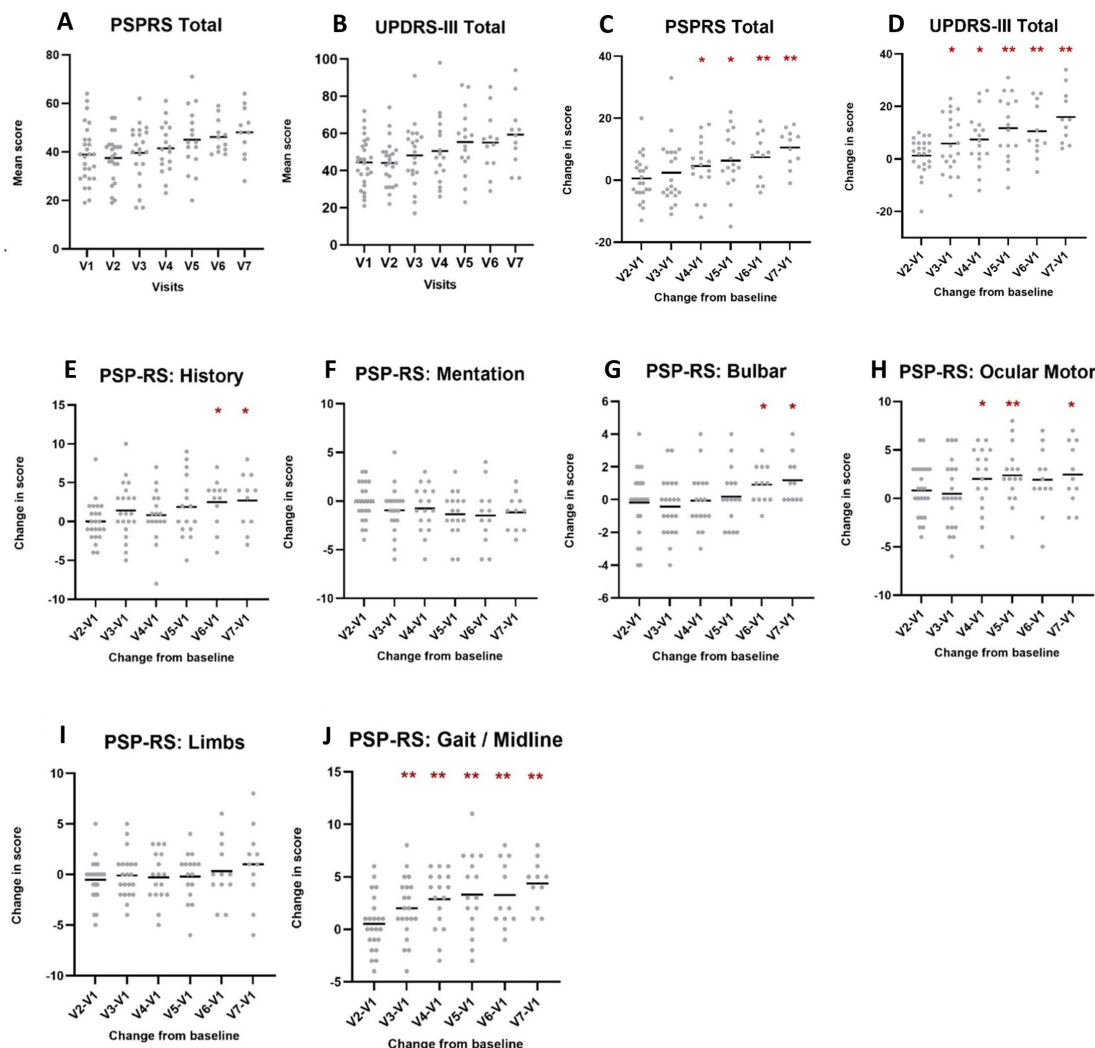 A PSPRS Total
Mean score
80
60
40
20
0
V1 V2 V3 V4 V5 V6 V7
Visits
B UPDRS-III Total
Mean score
100
80
60
40
20
0
V1 V2 V3 V4 V5 V6 V7
Visits
C PSPRS Total
* * ** **
Change in score
40
20
0
-20
V2-V1 V3-V1 V4-V1 V5-V1 V6-V1 V7-V1
Change from baseline
D UPDRS-III Total
* * ** ** **
Change in score
40
20
0
-20
V2-V1 V3-V1 V4-V1 V5-V1 V6-V1 V7-V1
Change from baseline
E PSP-RS: History
* *
Change in score
15
10
5
0
-5
-10
V2-V1 V3-V1 V4-V1 V5-V1 V6-V1 V7-V1
Change from baseline
F PSP-RS: Mentation
Change in score
10
5
0
-5
-10
V2-V1 V3-V1 V4-V1 V5-V1 V6-V1 V7-V1
Change from baseline
G PSP-RS: Bulbar
* *
Change in score
6
4
2
0
-2
-4
-6
V2-V1 V3-V1 V4-V1 V5-V1 V6-V1 V7-V1
Change from baseline
H PSP-RS: Ocular Motor
* ** *
Change in score
10
5
0
-5
-10
V2-V1 V3-V1 V4-V1 V5-V1 V6-V1 V7-V1
Change from baseline
I PSP-RS: Limbs
Change in score
10
5
0
-5
-10
V2-V1 V3-V1 V4-V1 V5-V1 V6-V1 V7-V1
Change from baseline
J PSP-RS: Gait / Midline
** ** ** ** **
Change in score
15
10
5
0
-5
V2-V1 V3-V1 V4-V1 V5-V1 V6-V1 V7-V1
Change from baseline